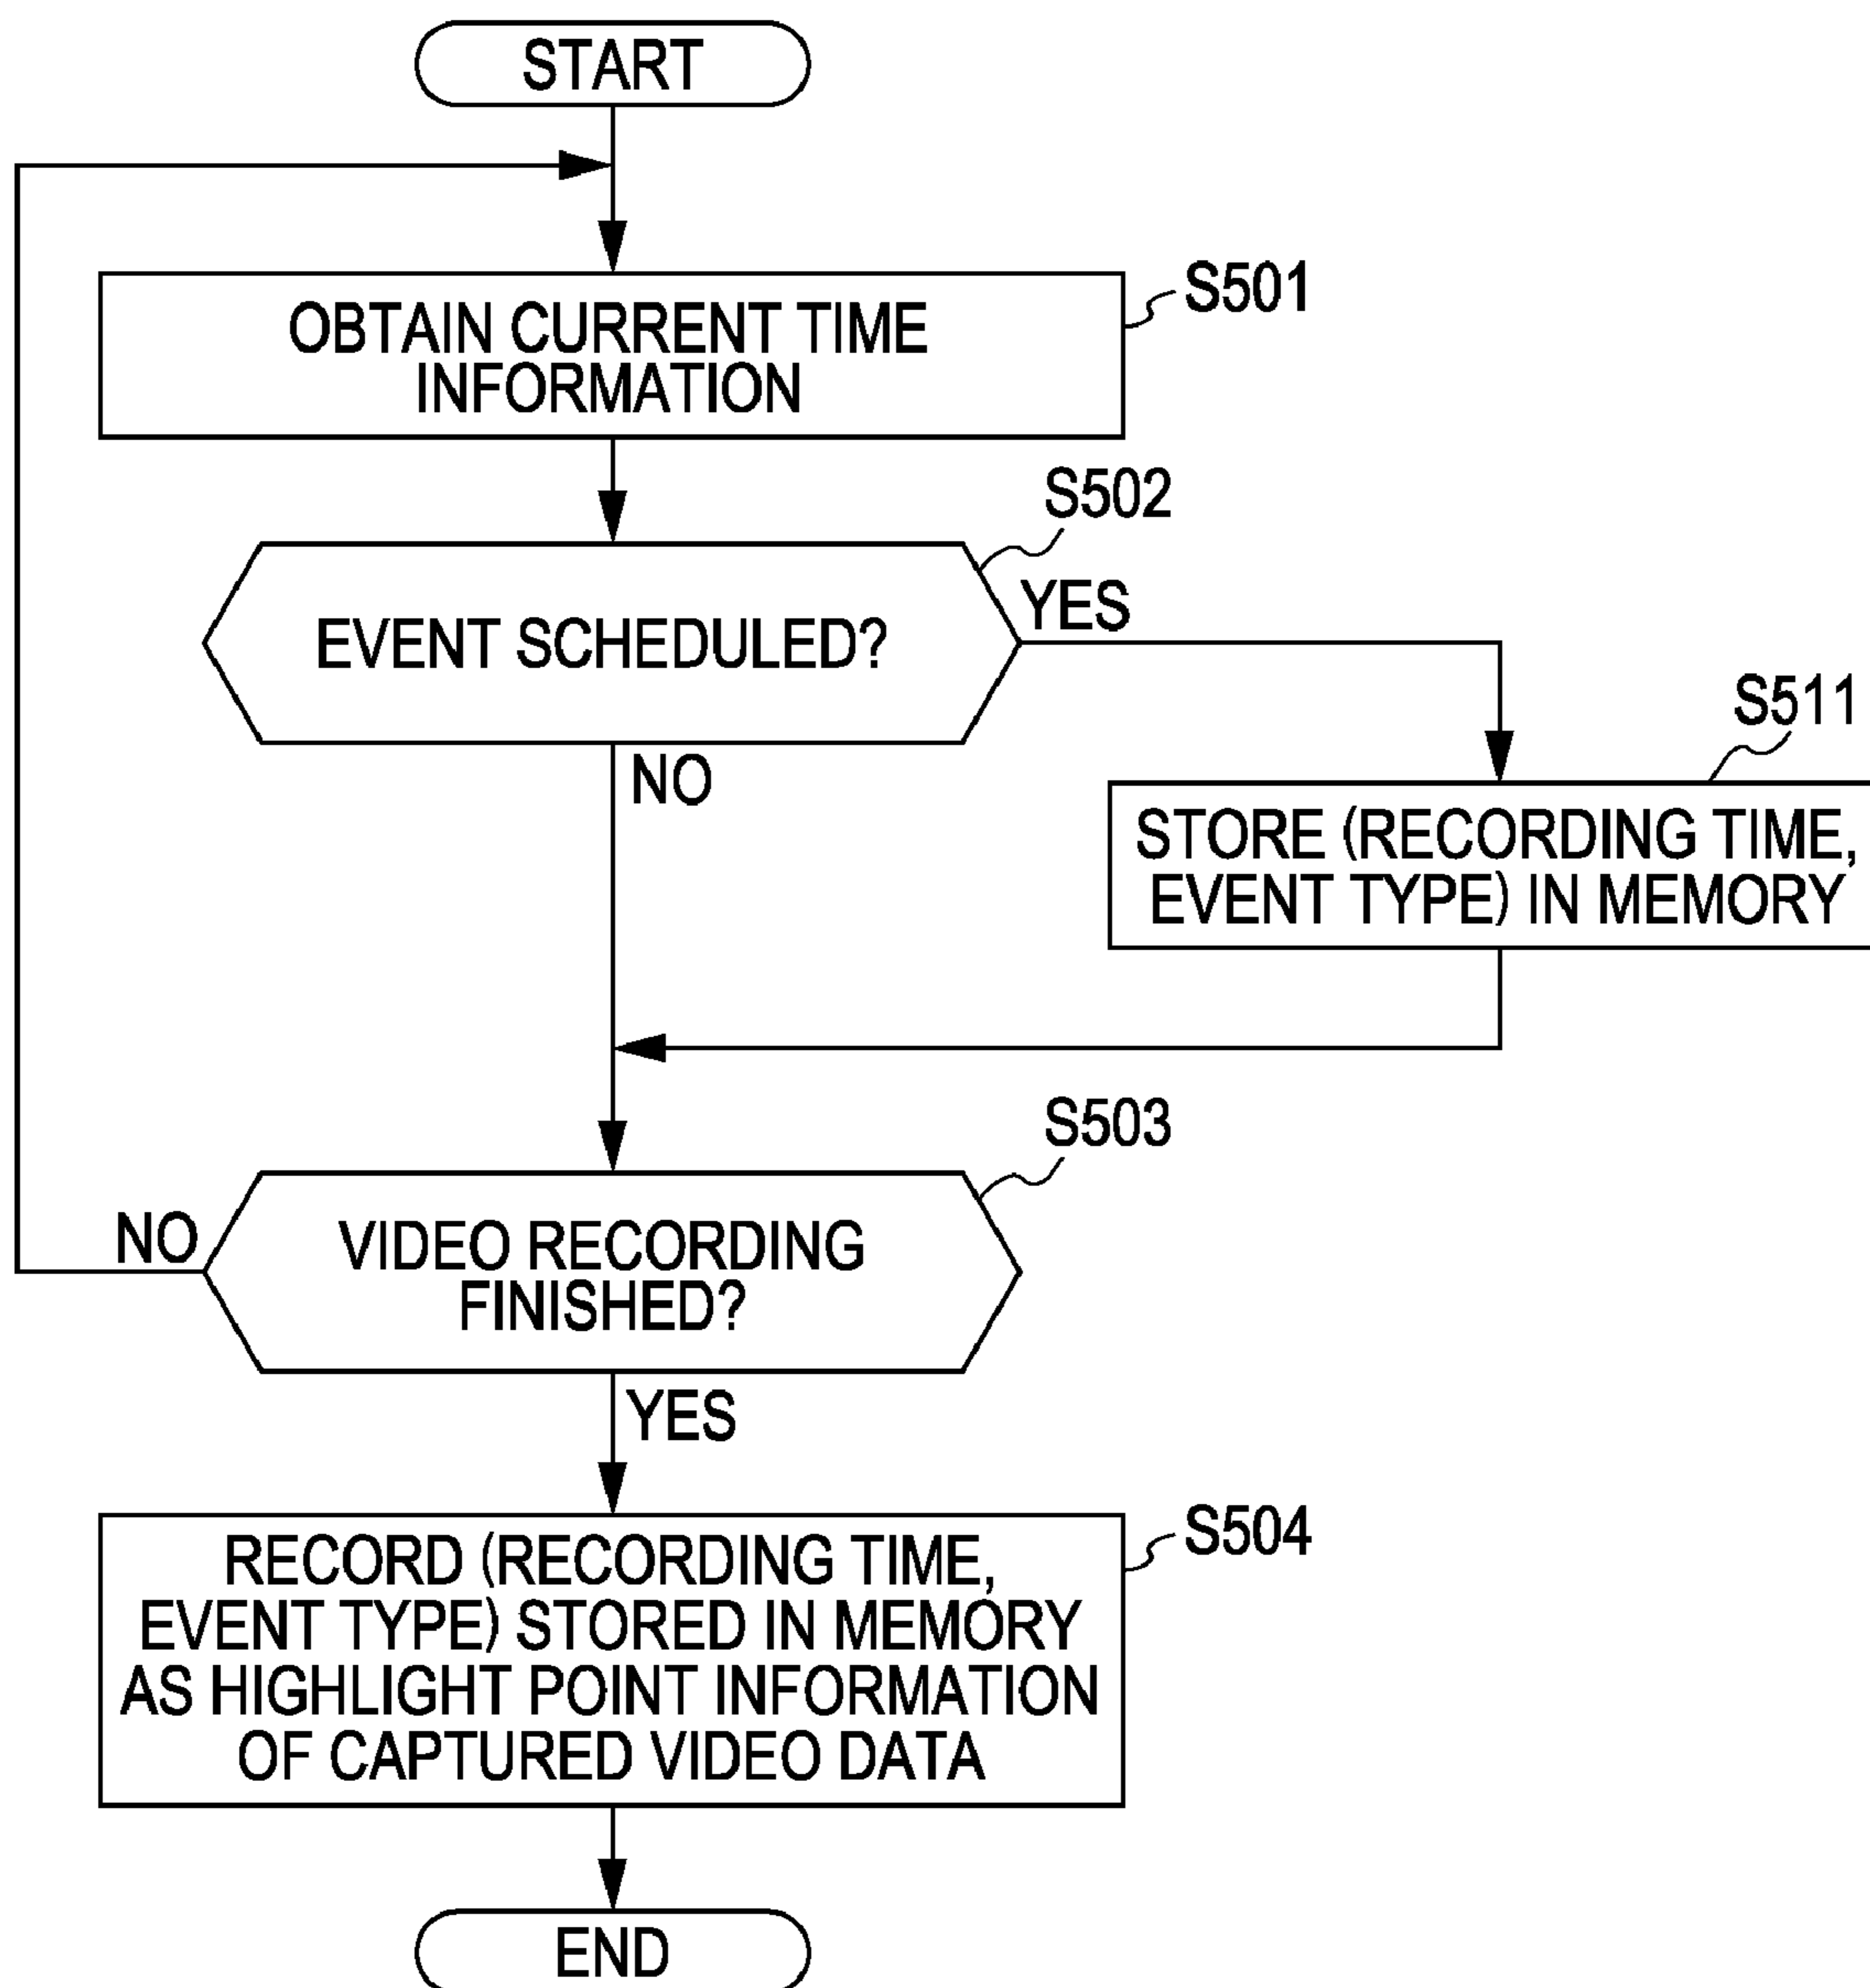 START
S501
OBTAIN CURRENT TIME
INFORMATION
S502
EVENT SCHEDULED?
YES
NO
S511
STORE (RECORDING TIME,
EVENT TYPE) IN MEMORY
S503
NO
VIDEO RECORDING
FINISHED?
YES
S504
RECORD (RECORDING TIME,
EVENT TYPE) STORED IN MEMORY
AS HIGHLIGHT POINT INFORMATION
OF CAPTURED VIDEO DATA
END